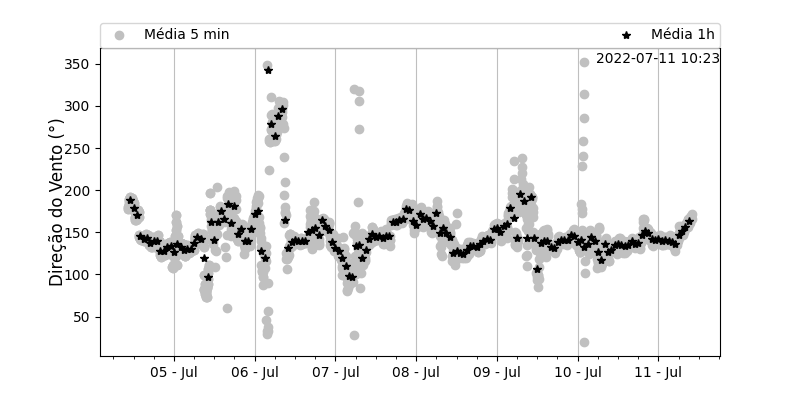 Média 5 min
Média 1h
2022-07-11 10:23
Direção do Vento (°)
350
300
250
200
150
100
50
05 - Jul
06 - Jul
07 - Jul
08 - Jul
09 - Jul
10 - Jul
11 - Jul